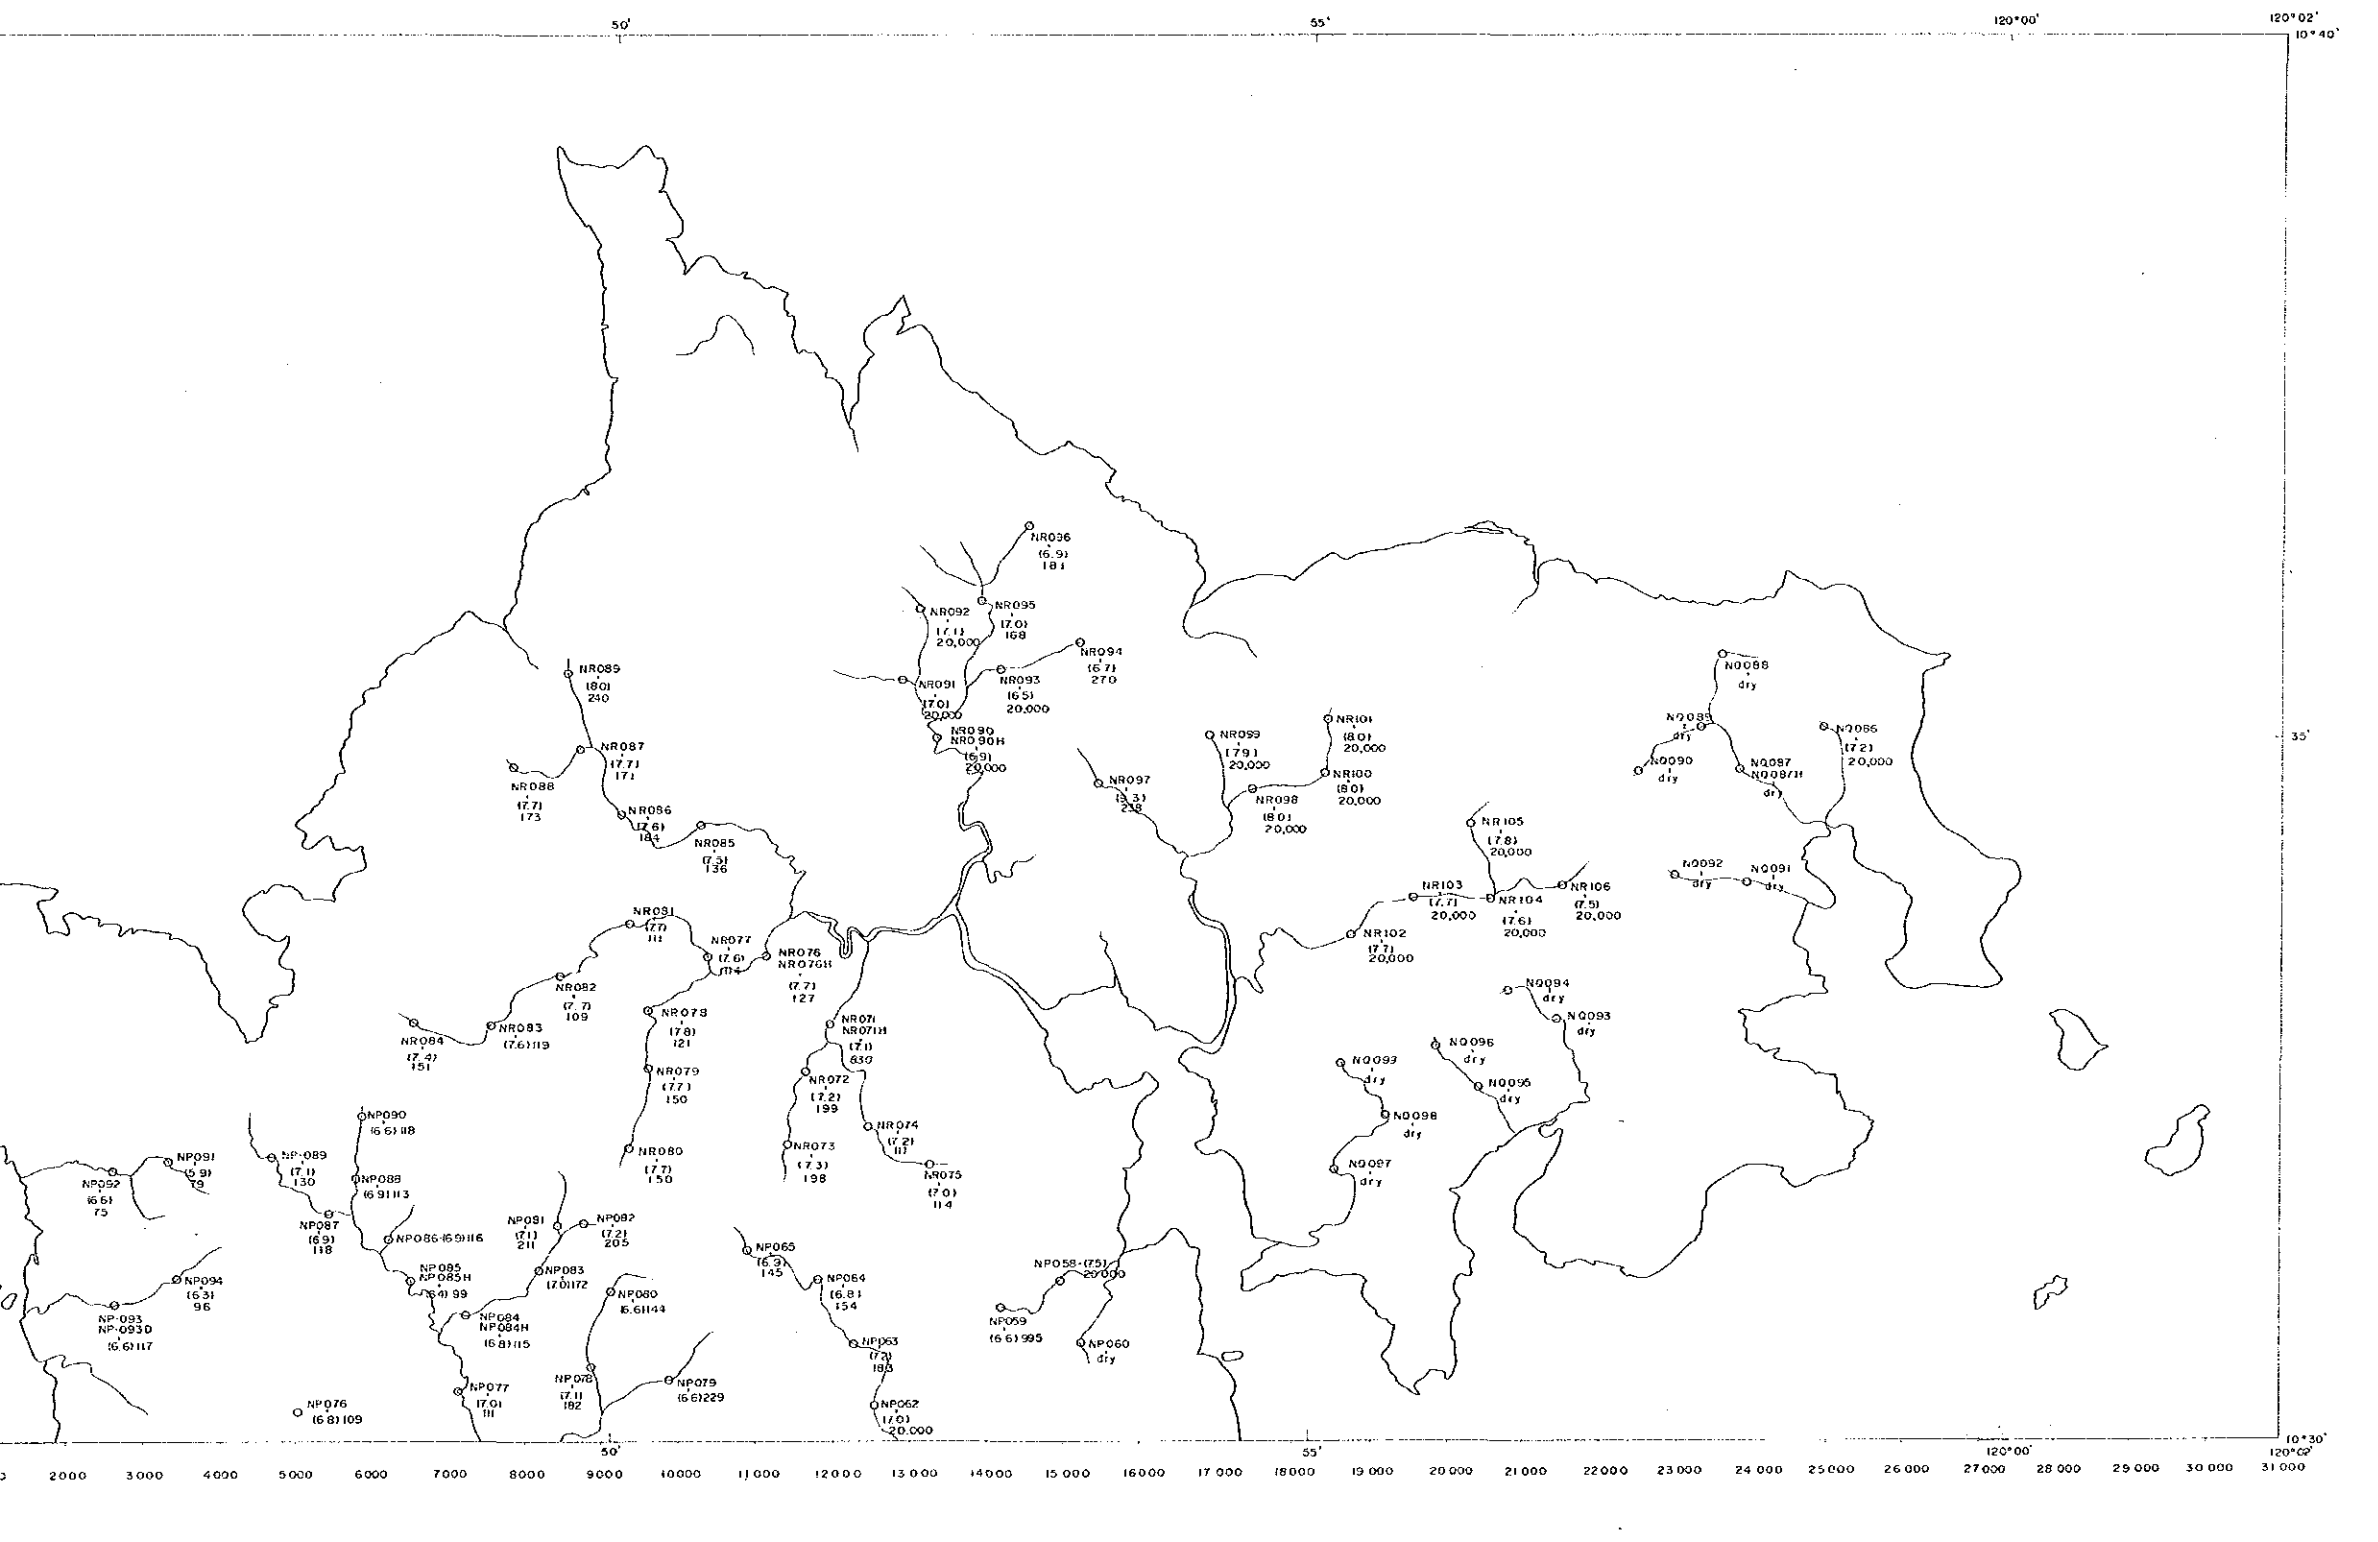 50'
55'
120°00'
120°02'
10°40'
NR096
(6.9)
181
NR092
(7.1)
20,000
NR095
(7.0)
168
NR094
(6.7)
270
NR093
(6.5)
20,000
NR091
(7.0)
20,000
NR090
NR090H
(6.9)
20,000
NR089
(8.0)
240
NR087
(7.7)
171
NR088
(7.7)
173
NR086
(7.6)
184
NR085
(7.5)
136
NR097
238
NR099
(7.9)
20,000
NR101
(8.0)
20,000
NR100
(8.0)
20,000
NR098
(8.0)
20,000
NQ088
dry
NQ089
dry
NQ090
dry
NQ087
NQ087H
dry
NQ086
(7.2)
20,000
35'
NR105
(7.8)
20,000
NR103
(7.7)
20,000
NR104
(7.6)
20,000
NR106
(7.5)
20,000
NR102
(7.7)
20,000
NQ092
dry
NQ091
dry
NR081
(7.7)
111
NR077
(7.6)
114
NR076
NR076H
(7.7)
127
NR082
(7.7)
109
NR083
(7.6)119
NR084
(7.4)
151
NR078
(7.8)
121
NR079
(7.7)
150
NR080
(7.7)
150
NR071
NR071H
(7.1)
830
NR072
(7.2)
199
NR073
(7.3)
198
NR074
(7.2)
117
NR075
(7.0)
114
NQ094
dry
NQ093
dry
NQ096
dry
NQ095
dry
NQ099
dry
NQ098
dry
NQ097
dry
NP090
(6.6)118
NP088
(6.9)113
NP-089
(7.1)
130
NP087
(6.9)
118
NP086-(6.9)116
NP085
NP085H
(6.4)99
NP091
(5.9)
79
NP092
(6.6)
75
NP094
(6.3)
96
NP-093
NP-093D
(6.6)117
NP081
(7.1)
211
NP082
(7.2)
205
NP083
(7.0)172
NP084
NP084H
(6.8)115
NP080
(6.6)144
NP078
(7.1)
182
NP079
(6.6)229
NP077
(7.0)
111
NP076
(6.8)109
NP065
(6.9)
145
NP064
(6.8)
154
NP063
(7.2)
183
NP062
(7.0)
20.000
NP058-(7.5)
20000
NP059
(6.6)995
NP060
dry
50'
55'
120°00'
10°30'
120°02'
2000 3000 4000 5000 6000 7000 8000 9000 10000 11000 12000 13000 14000 15000 16000 17000 18000 19000 20000 21000 22000 23000 24000 25000 26000 27000 28000 29000 30000 31000